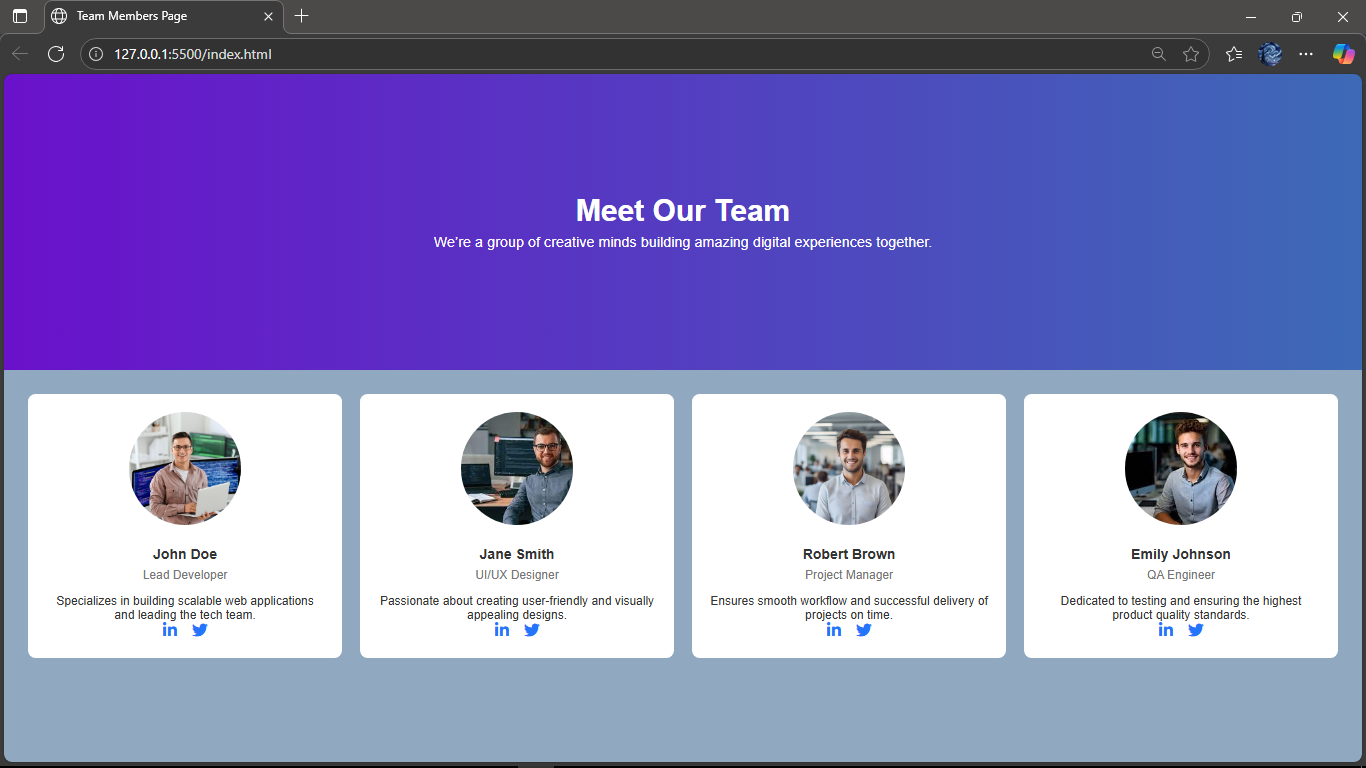 Team Members Page
127.0.0.1:5500/index.html
Meet Our Team
We're a group of creative minds building amazing digital experiences together.
John Doe
Lead Developer
Specializes in building scalable web applications
and leading the tech team.
in
Jane Smith
UI/UX Designer
Passionate about creating user-friendly and visually
appealing designs.
in
Robert Brown
Project Manager
Ensures smooth workflow and successful delivery of
projects on time.
in
Emily Johnson
QA Engineer
Dedicated to testing and ensuring the highest
product quality standards.
in